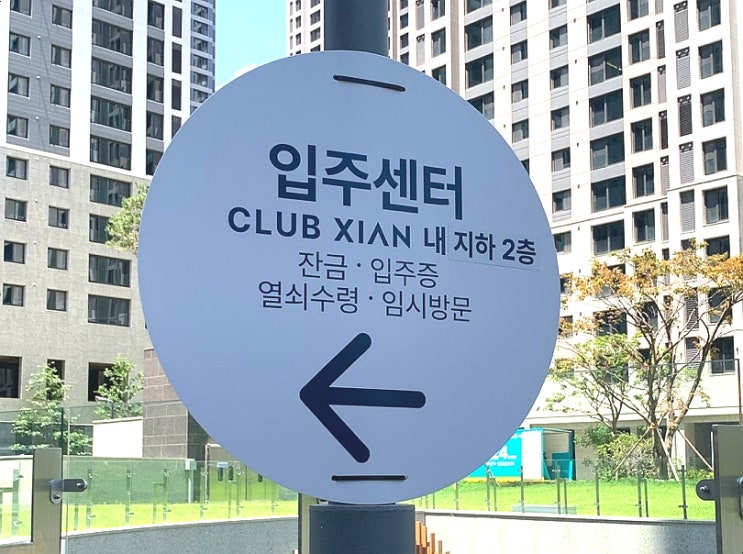 입주센터
CLUB XIAN 내 지하 2층
잔금 · 입주증
열쇠수령 · 임시방문